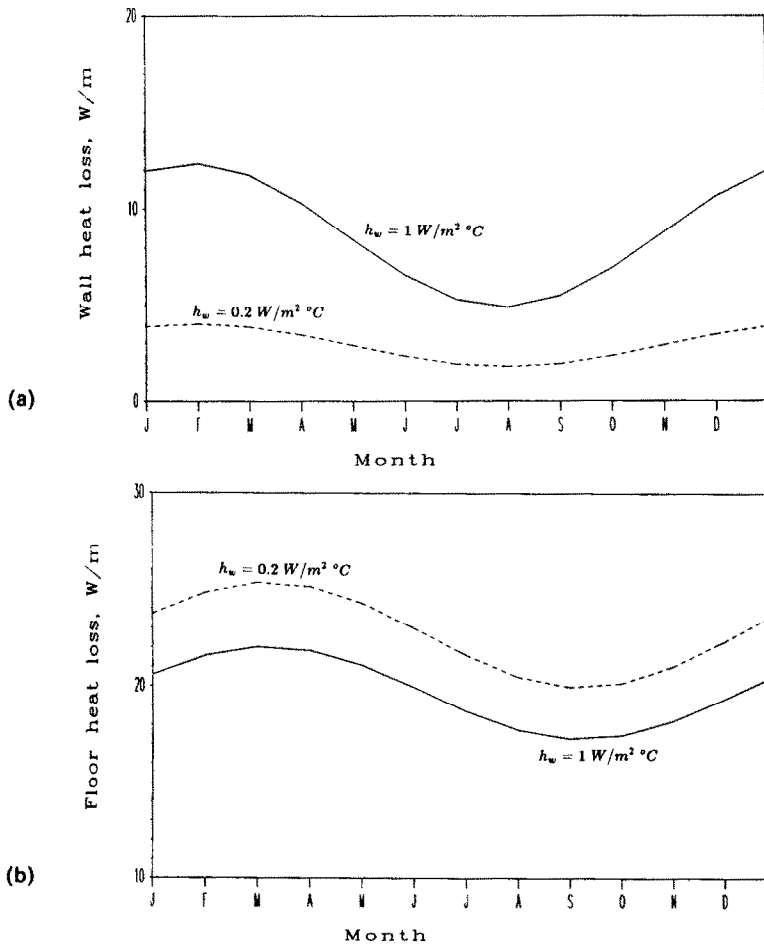 20
Wall heat loss, W/m
10
h_w = 1 W/m² °C
h_w = 0.2 W/m² °C
(a)
0
J F M A M J J A S O N D
Month
30
h_w = 0.2 W/m² °C
Floor heat loss, W/m
20
h_w = 1 W/m² °C
(b)
10
J F M A M J J A S O N D
Month